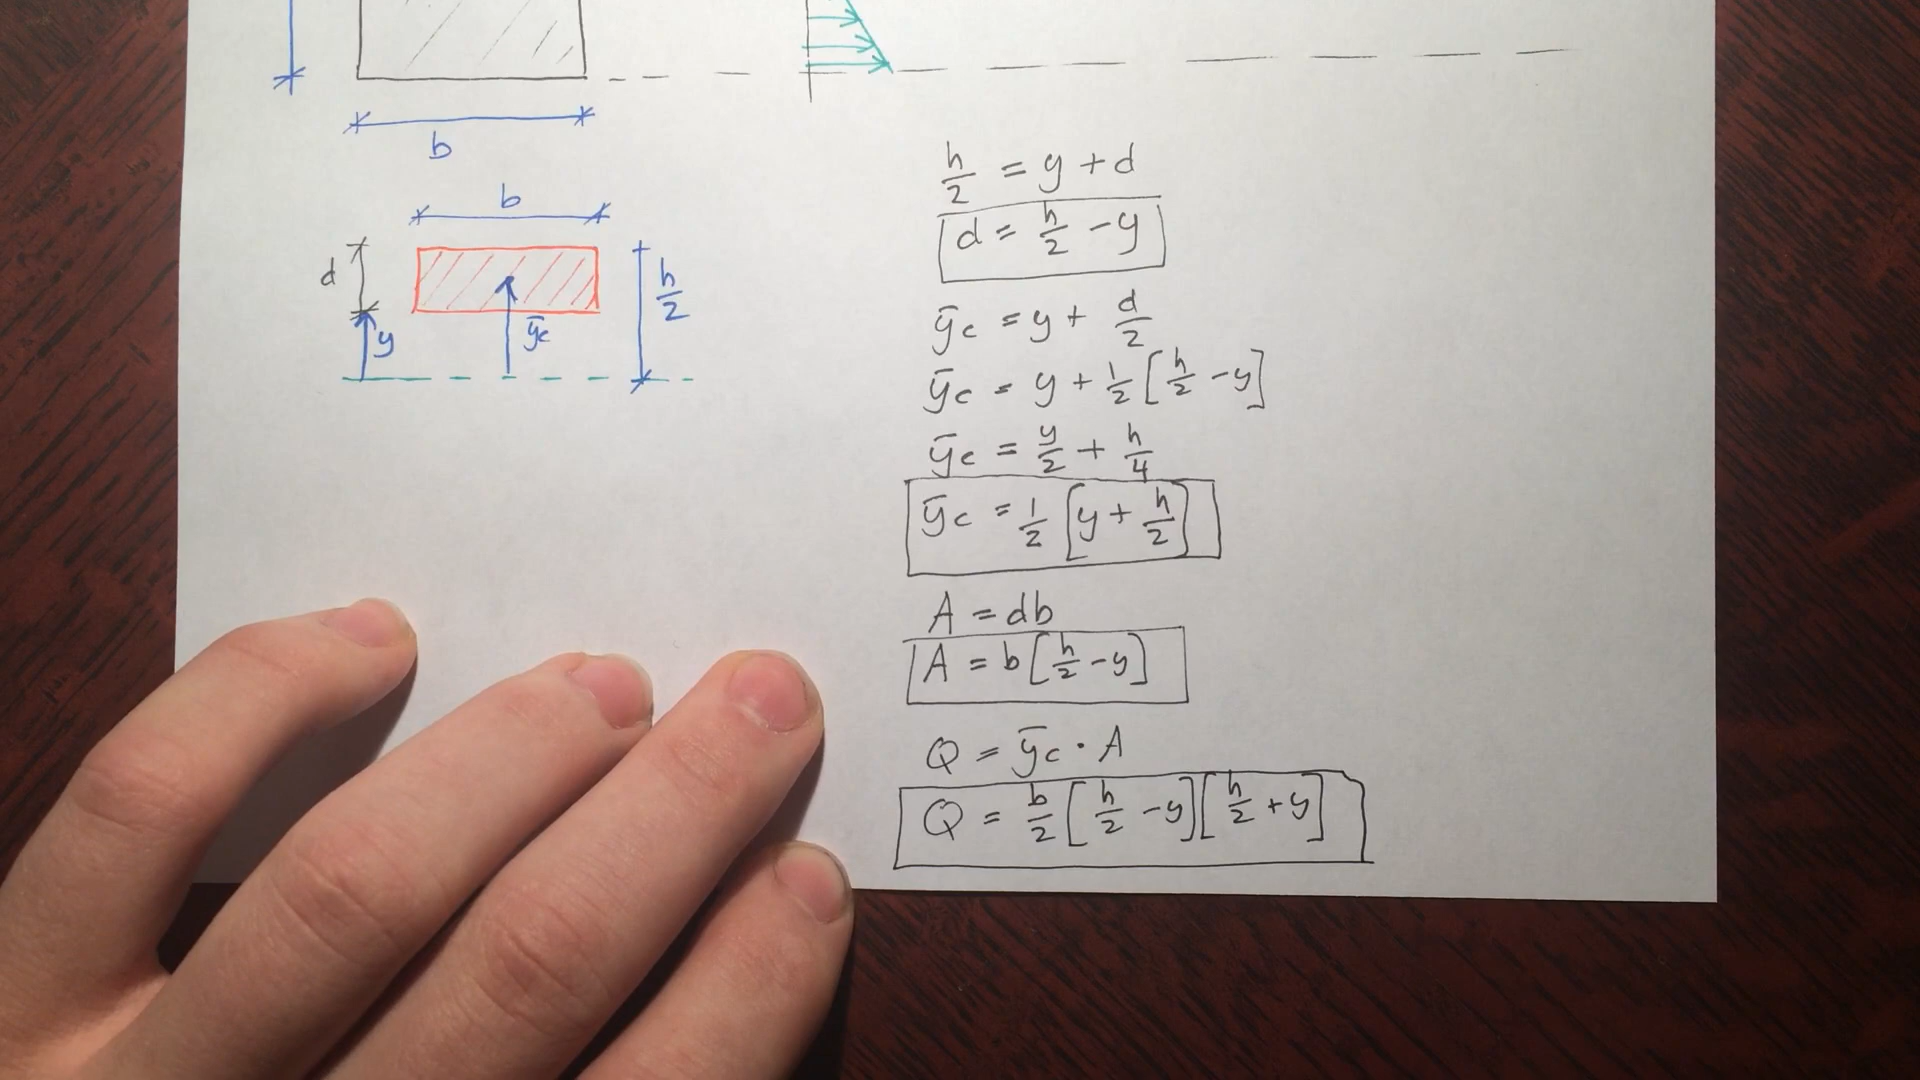 b
b
d
y
ȳc
h/2
h/2 = y + d
d = h/2 - y
ȳc = y + d/2
ȳc = y + 1/2 [h/2 - y]
ȳc = y/2 + h/4
ȳc = 1/2 [y + h/2]
A = db
A = b[h/2 - y]
Q = ȳc · A
Q = b/2 [h/2 - y][h/2 + y]